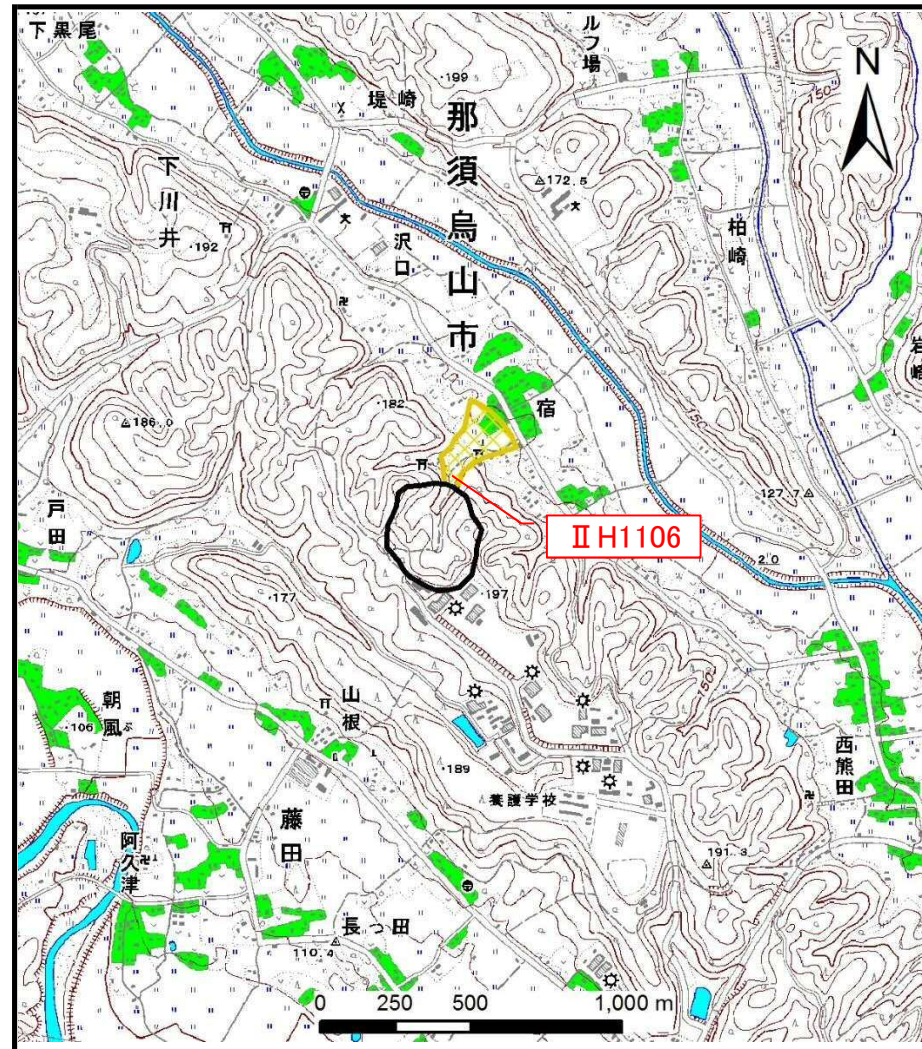 下黒尾
ルフ場
N
堤崎
・199
那須烏山市
150
下川井
172.5
柏崎
192
沢口
岩崎
宿
・182
186.0
150
127.7
戸田
ⅡH1106
2.0
・177
・197
150
朝風
山根
・106
西熊田
・189
養護学校
藤田
阿久津
191.3
長っ田
110.4
0 250 500 1,000 m